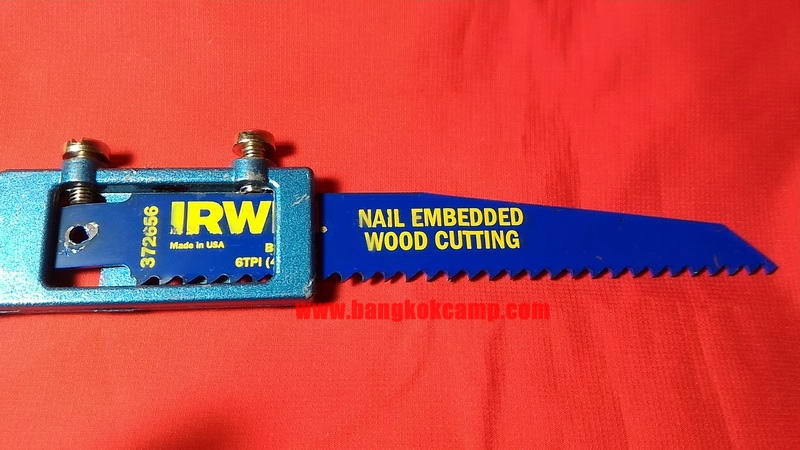 372656
IRW
Made in USA
B
6TPI (4
NAIL EMBEDDED
WOOD CUTTING
www.bangkokcamp.com